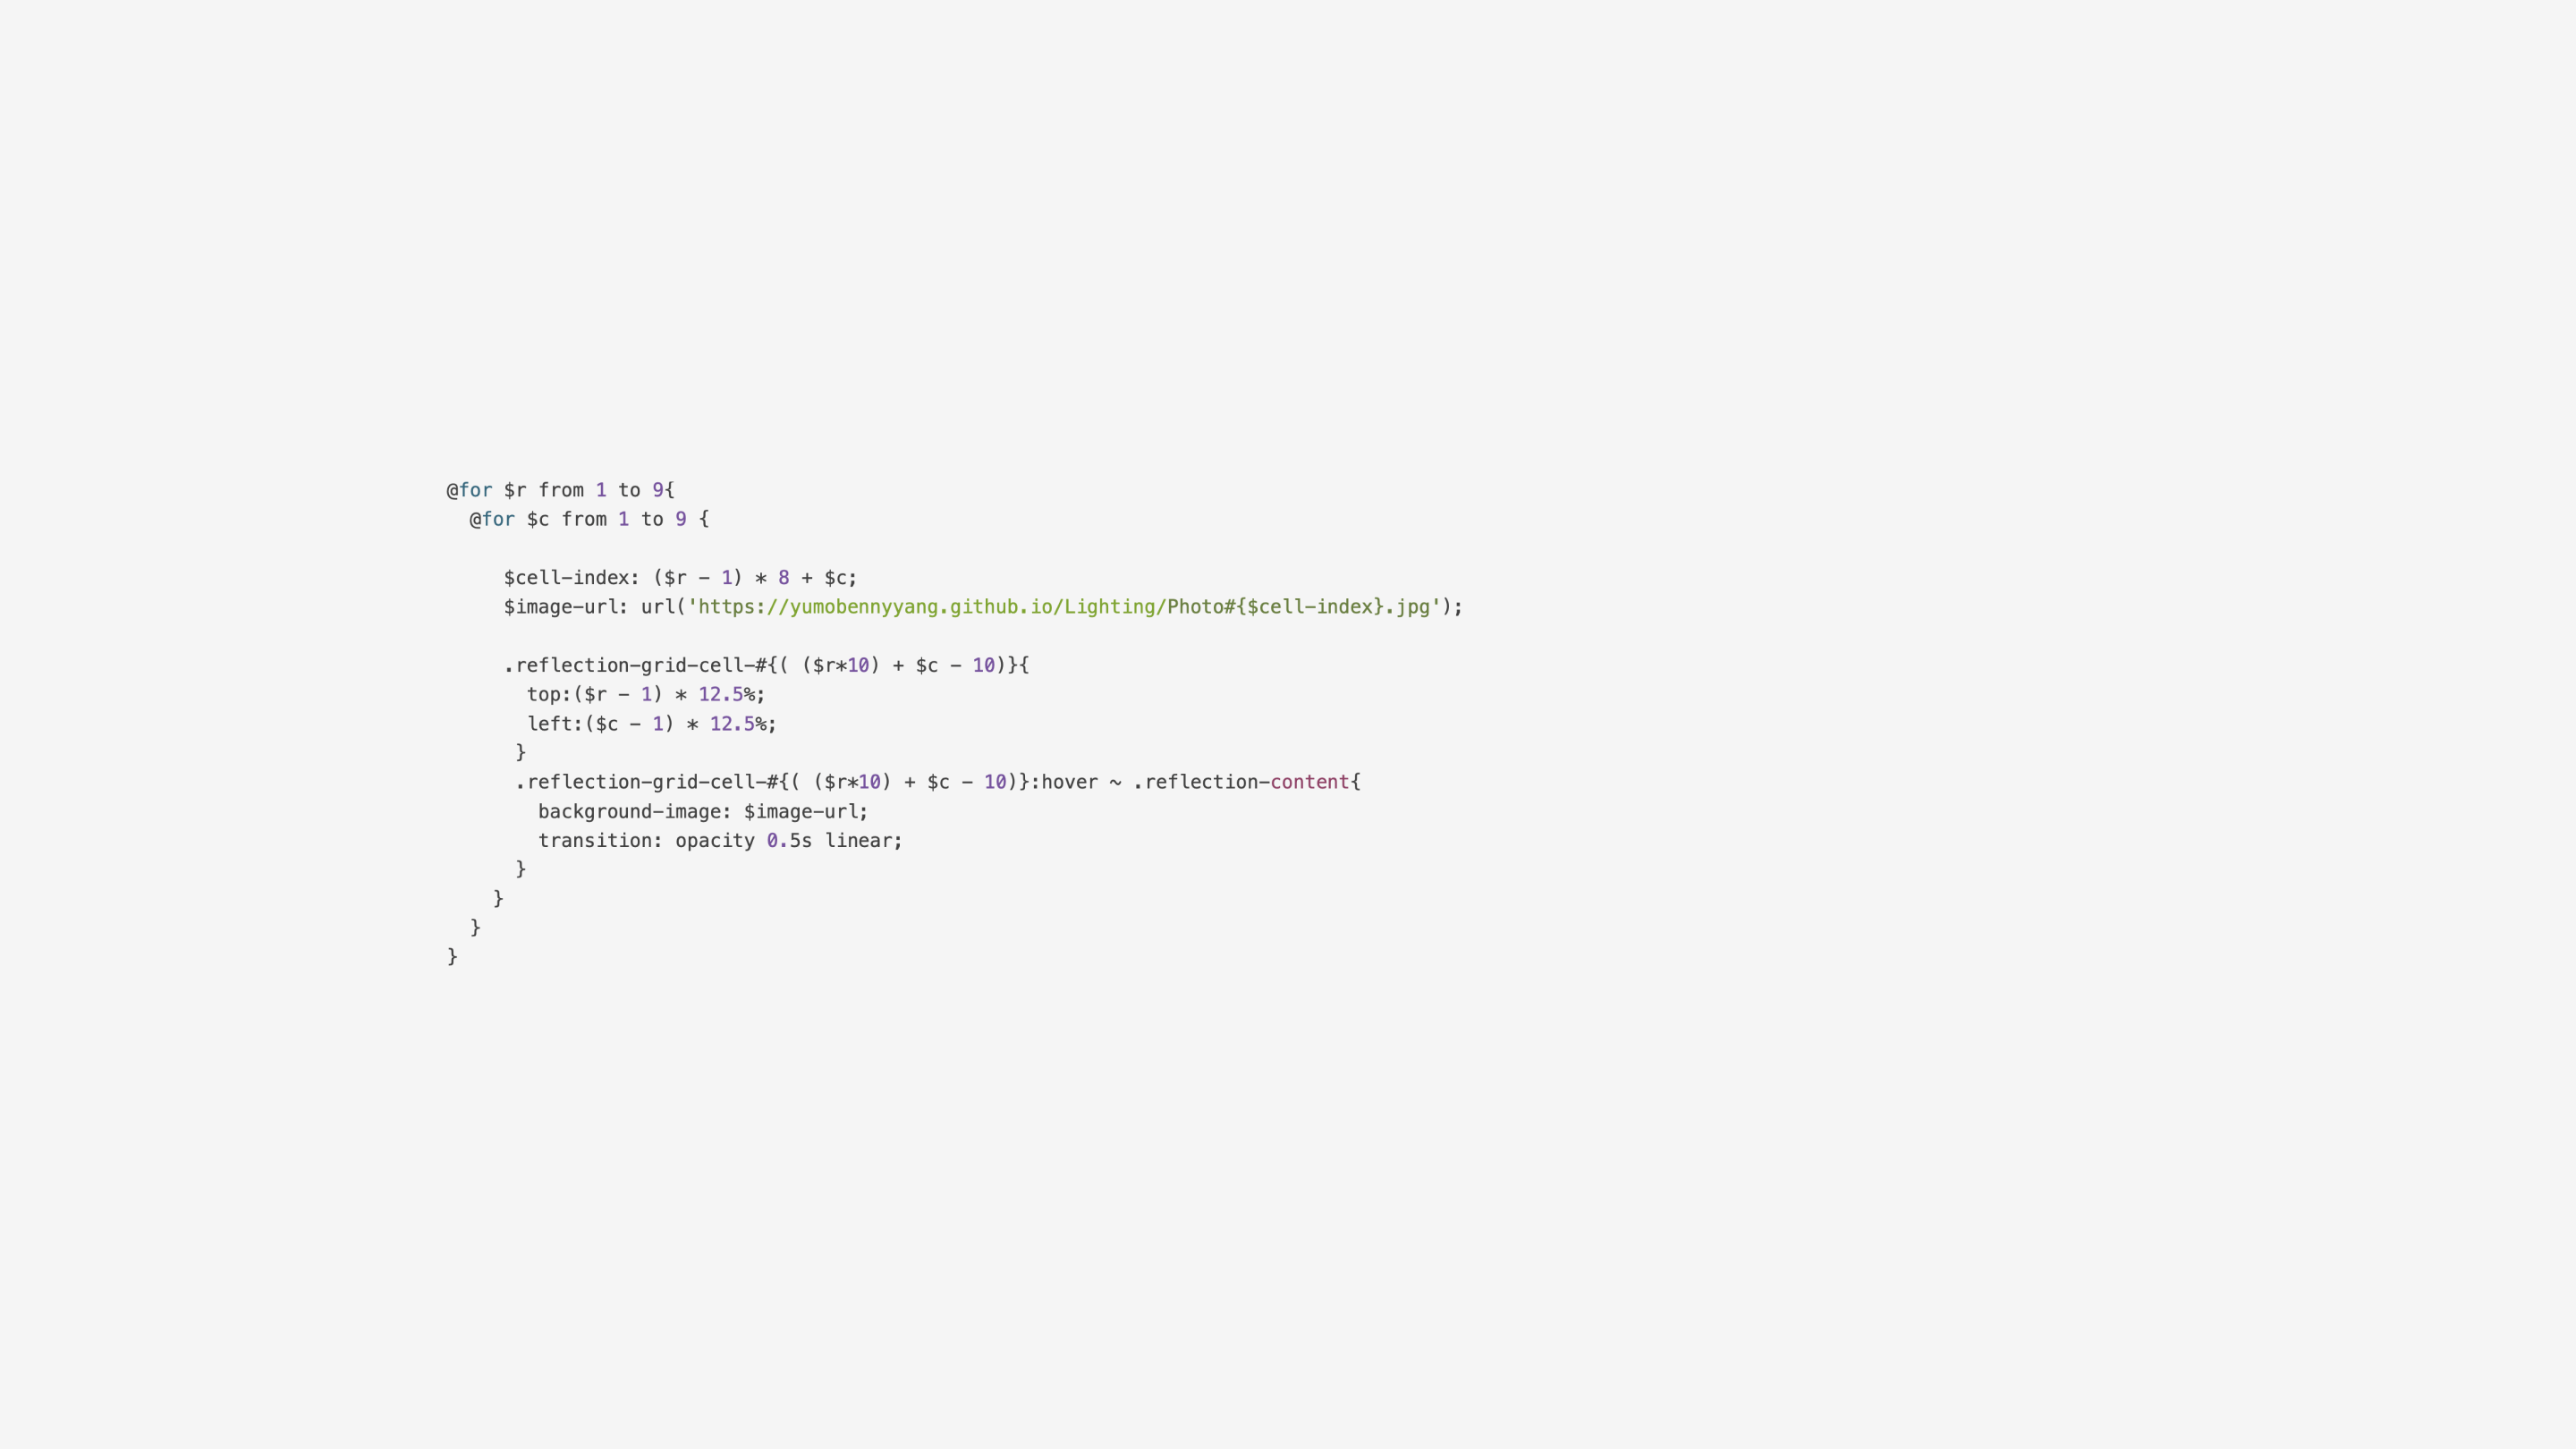 @for $r from 1 to 9{
@for $c from 1 to 9 {
$cell-index: ($r - 1) * 8 + $c;
$image-url: url('https://yumobennyyang.github.io/Lighting/Photo#{$cell-index}.jpg');
.reflection-grid-cell-#{( ($r*10) + $c - 10)}{
top:($r - 1) * 12.5%;
left:($c - 1) * 12.5%;
}
.reflection-grid-cell-#{( ($r*10) + $c - 10)}:hover ~ .reflection-content{
background-image: $image-url;
transition: opacity 0.5s linear;
}
}
}
}